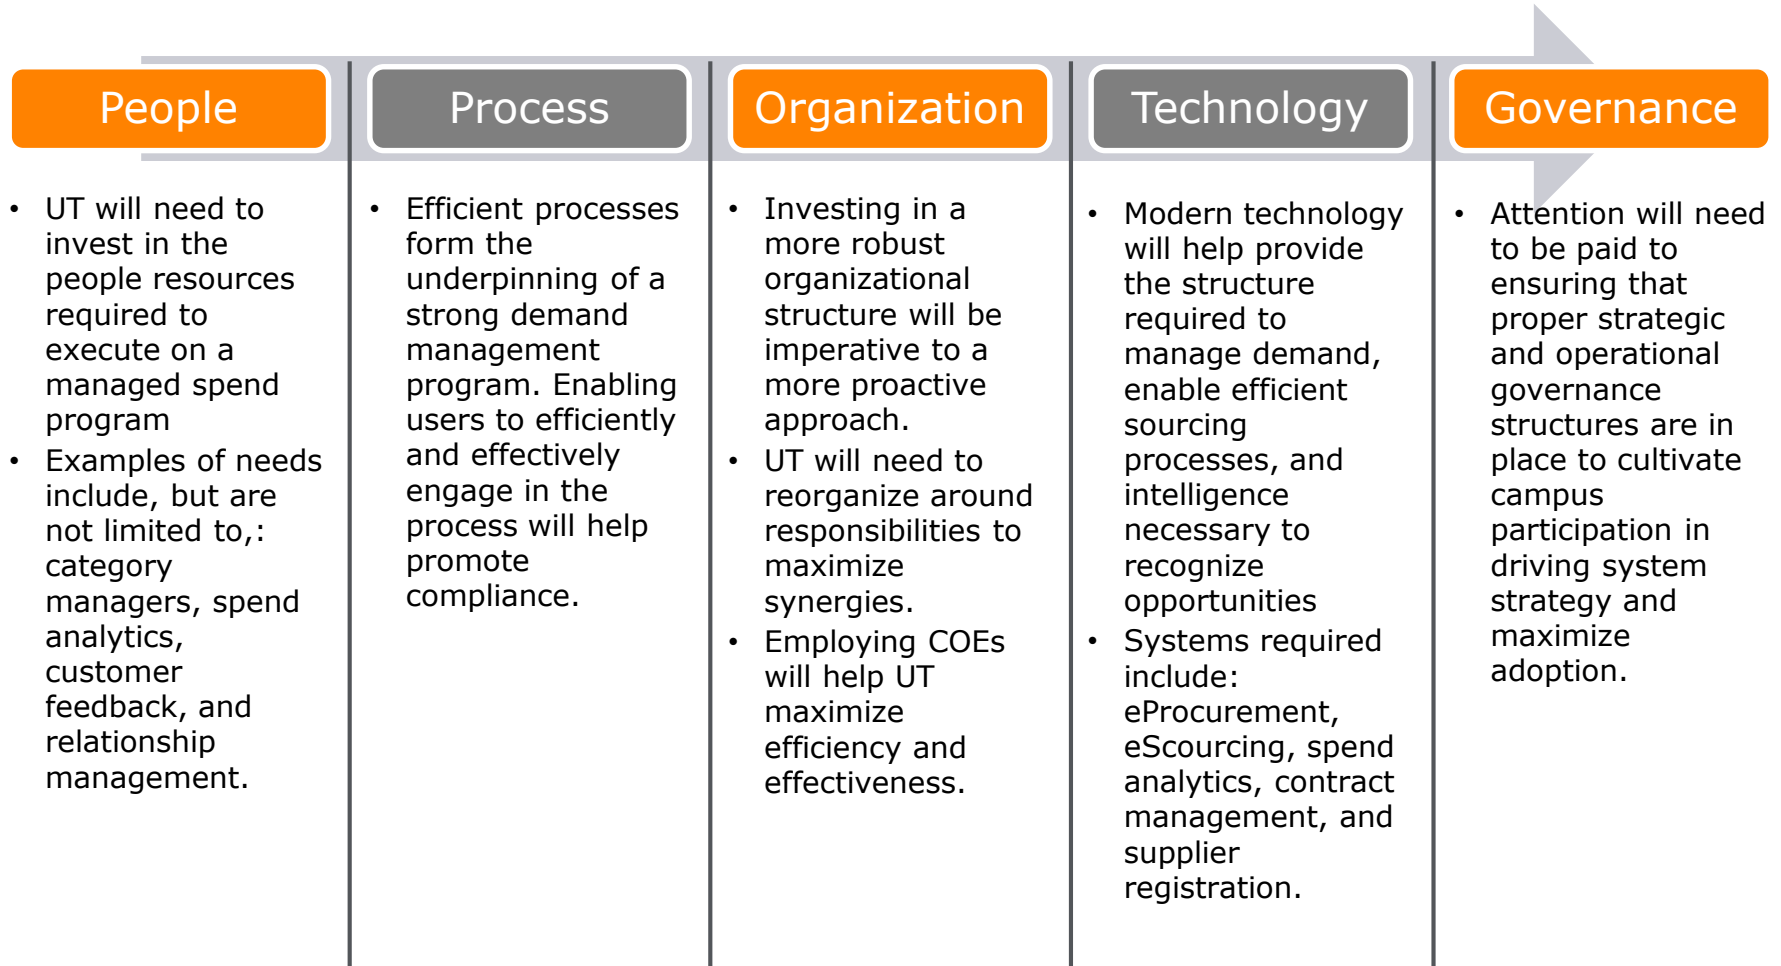 People
• UT will need to
invest in the
people resources
required to
execute on a
managed spend
program
• Examples of needs
include, but are
not limited to,:
category
managers, spend
analytics,
customer
feedback, and
relationship
management.
Process
• Efficient processes
form the
underpinning of a
strong demand
management
program. Enabling
users to efficiently
and effectively
engage in the
process will help
promote
compliance.
Organization
• Investing in a
more robust
organizational
structure will be
imperative to a
more proactive
approach.
• UT will need to
reorganize around
responsibilities to
maximize
synergies.
• Employing COEs
will help UT
maximize
efficiency and
effectiveness.
Technology
• Modern technology
will help provide
the structure
required to
manage demand,
enable efficient
sourcing
processes, and
intelligence
necessary to
recognize
opportunities
• Systems required
include:
eProcurement,
eScourcing, spend
analytics, contract
management, and
supplier
registration.
Governance
• Attention will need
to be paid to
ensuring that
proper strategic
and operational
governance
structures are in
place to cultivate
campus
participation in
driving system
strategy and
maximize
adoption.